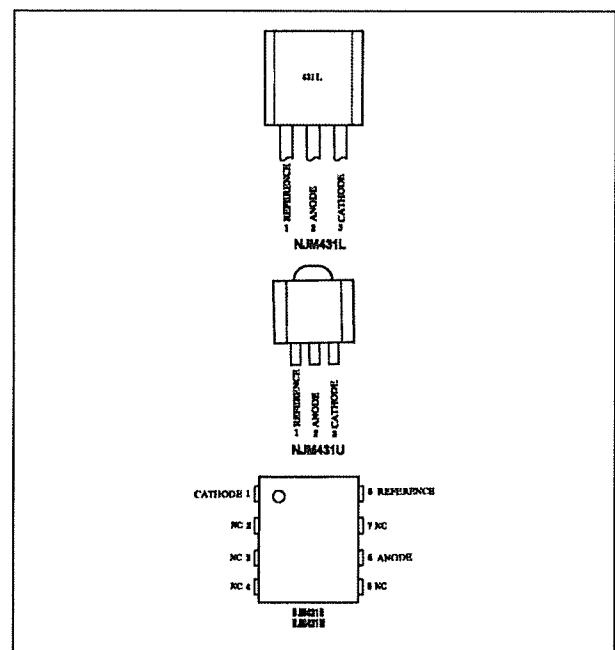 431L
1 REFERENCE
2 ANODE
3 CATHODE
NJM431L
1 REFERENCE
2 ANODE
3 CATHODE
NJM431U
CATHODE 1
8 REFERENCE
NC 2
7 NC
NC 3
6 ANODE
NC 4
5 NC